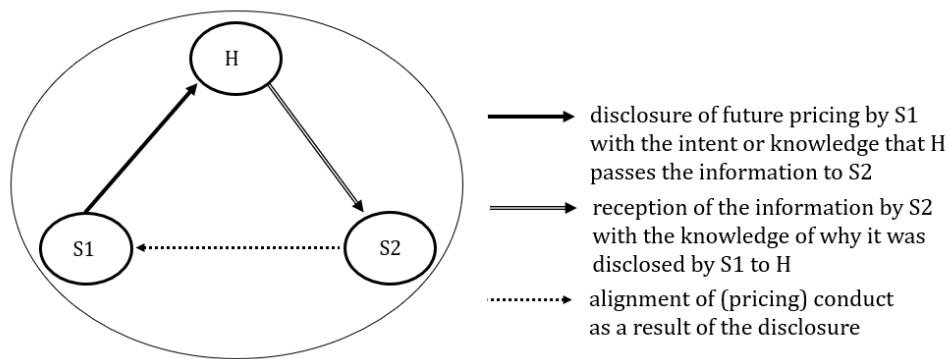 H
S1
S2
disclosure of future pricing by S1
with the intent or knowledge that H
passes the information to S2
reception of the information by S2
with the knowledge of why it was
disclosed by S1 to H
alignment of (pricing) conduct
as a result of the disclosure